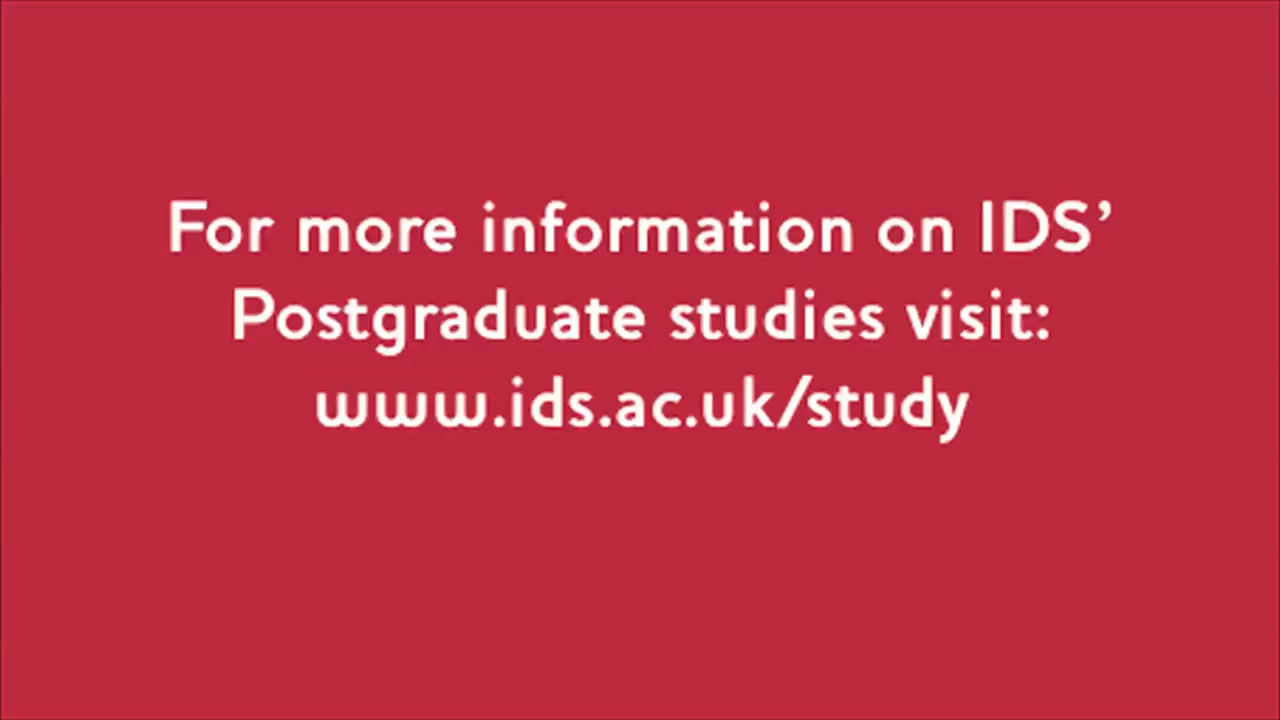 For more information on IDS’
Postgraduate studies visit:
www.ids.ac.uk/study